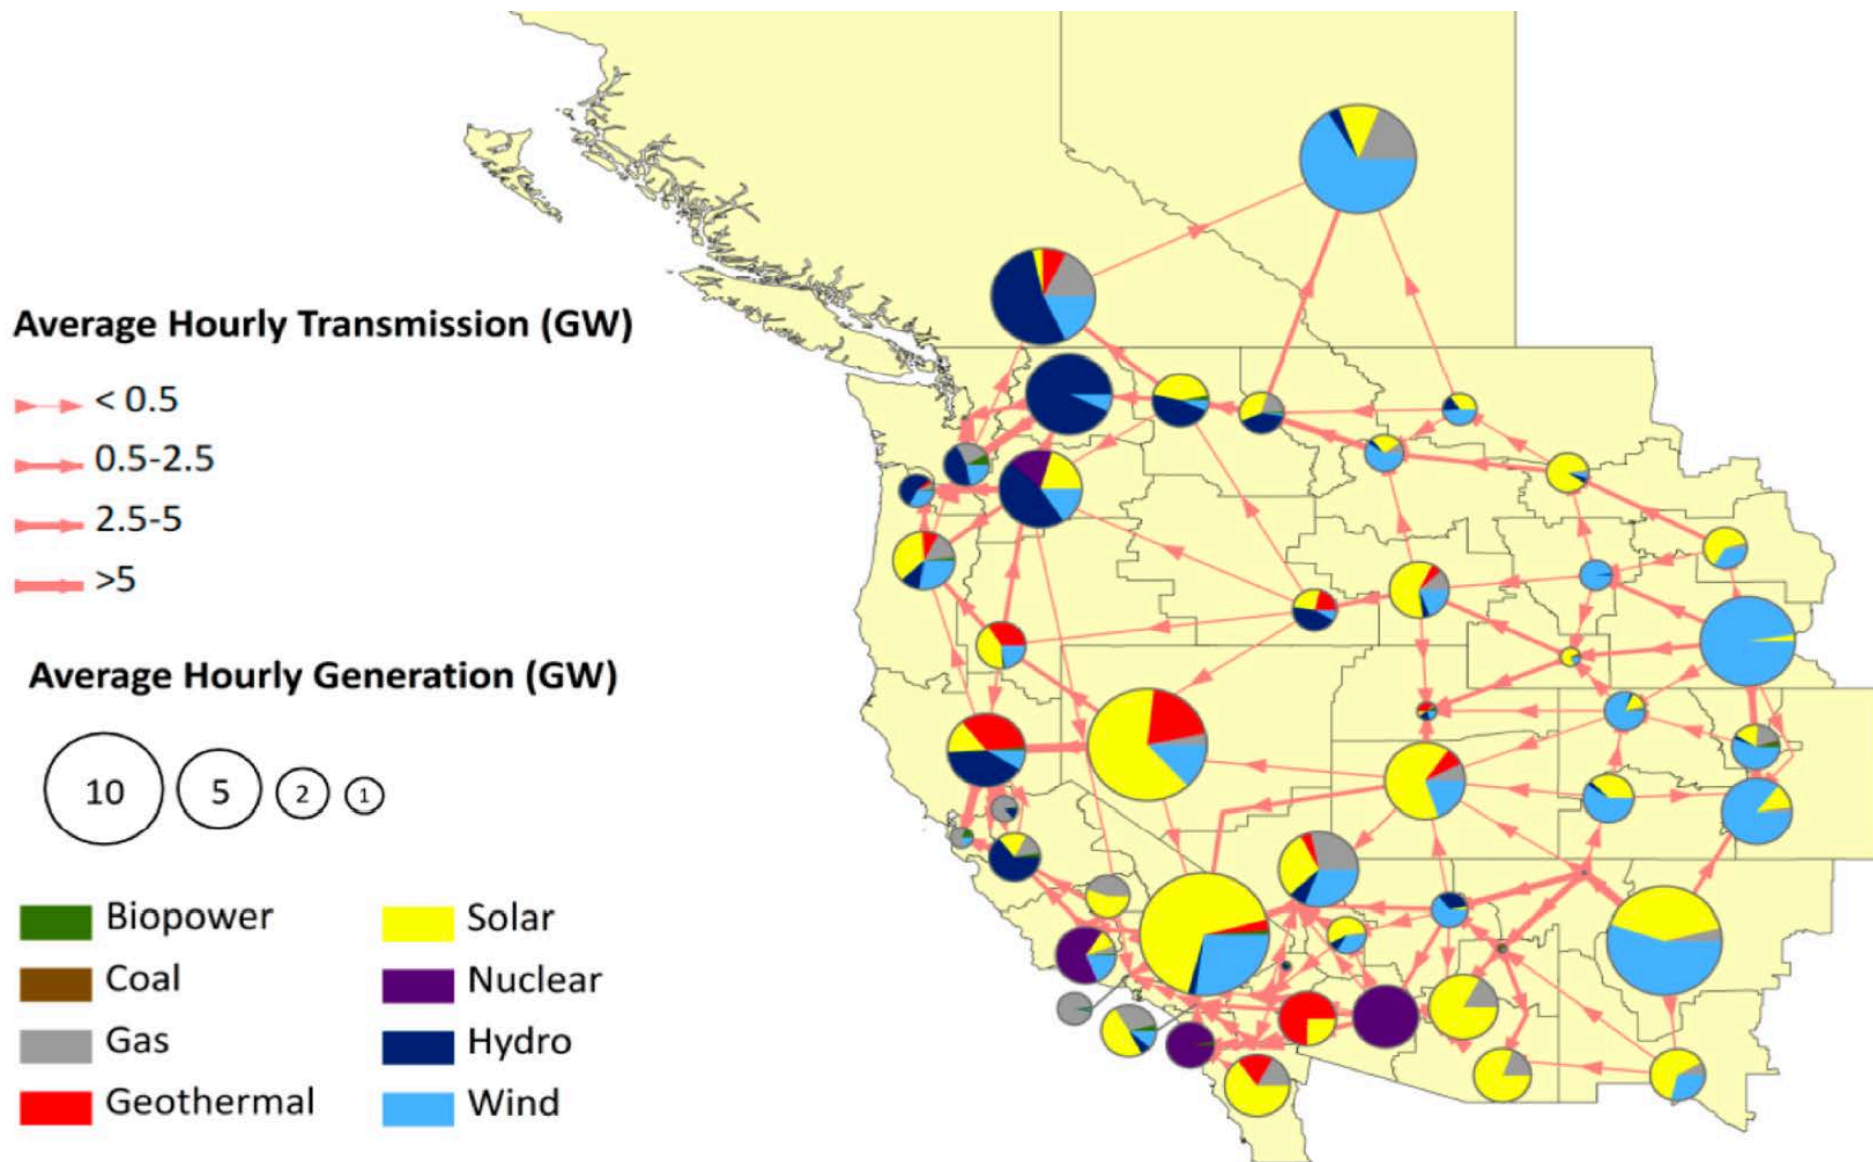 Average Hourly Transmission (GW)
< 0.5
0.5-2.5
2.5-5
>5
Average Hourly Generation (GW)
10 5 2 1
Biopower Solar
Coal Nuclear
Gas Hydro
Geothermal Wind